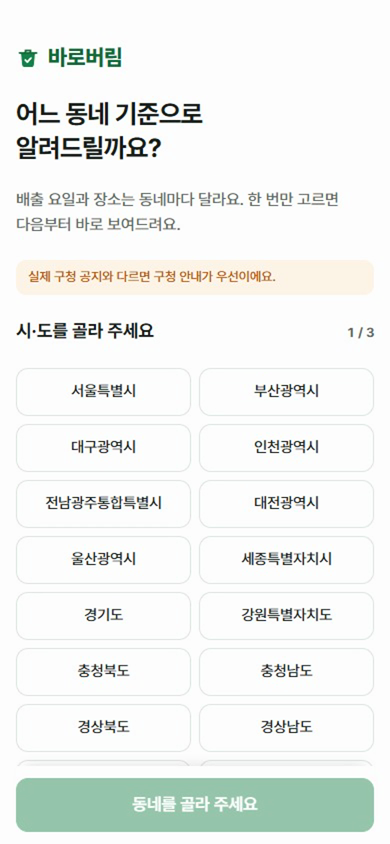 바로버림
어느 동네 기준으로
알려드릴까요?
배출 요일과 장소는 동네마다 달라요. 한 번만 고르면
다음부터 바로 보여드려요.
실제 구청 공지와 다르면 구청 안내가 우선이에요.
시·도를 골라 주세요 1 / 3
서울특별시 부산광역시
대구광역시 인천광역시
전남광주통합특별시 대전광역시
울산광역시 세종특별자치시
경기도 강원특별자치도
충청북도 충청남도
경상북도 경상남도
동네를 골라 주세요